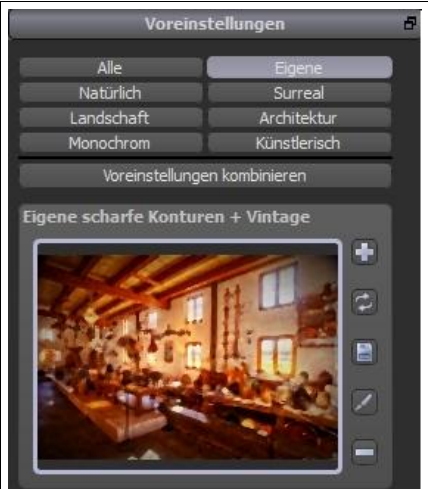 Voreinstellungen
Alle Eigene
Natürlich Surreal
Landschaft Architektur
Monochrom Künstlerisch
Voreinstellungen kombinieren
Eigene scharfe Konturen + Vintage